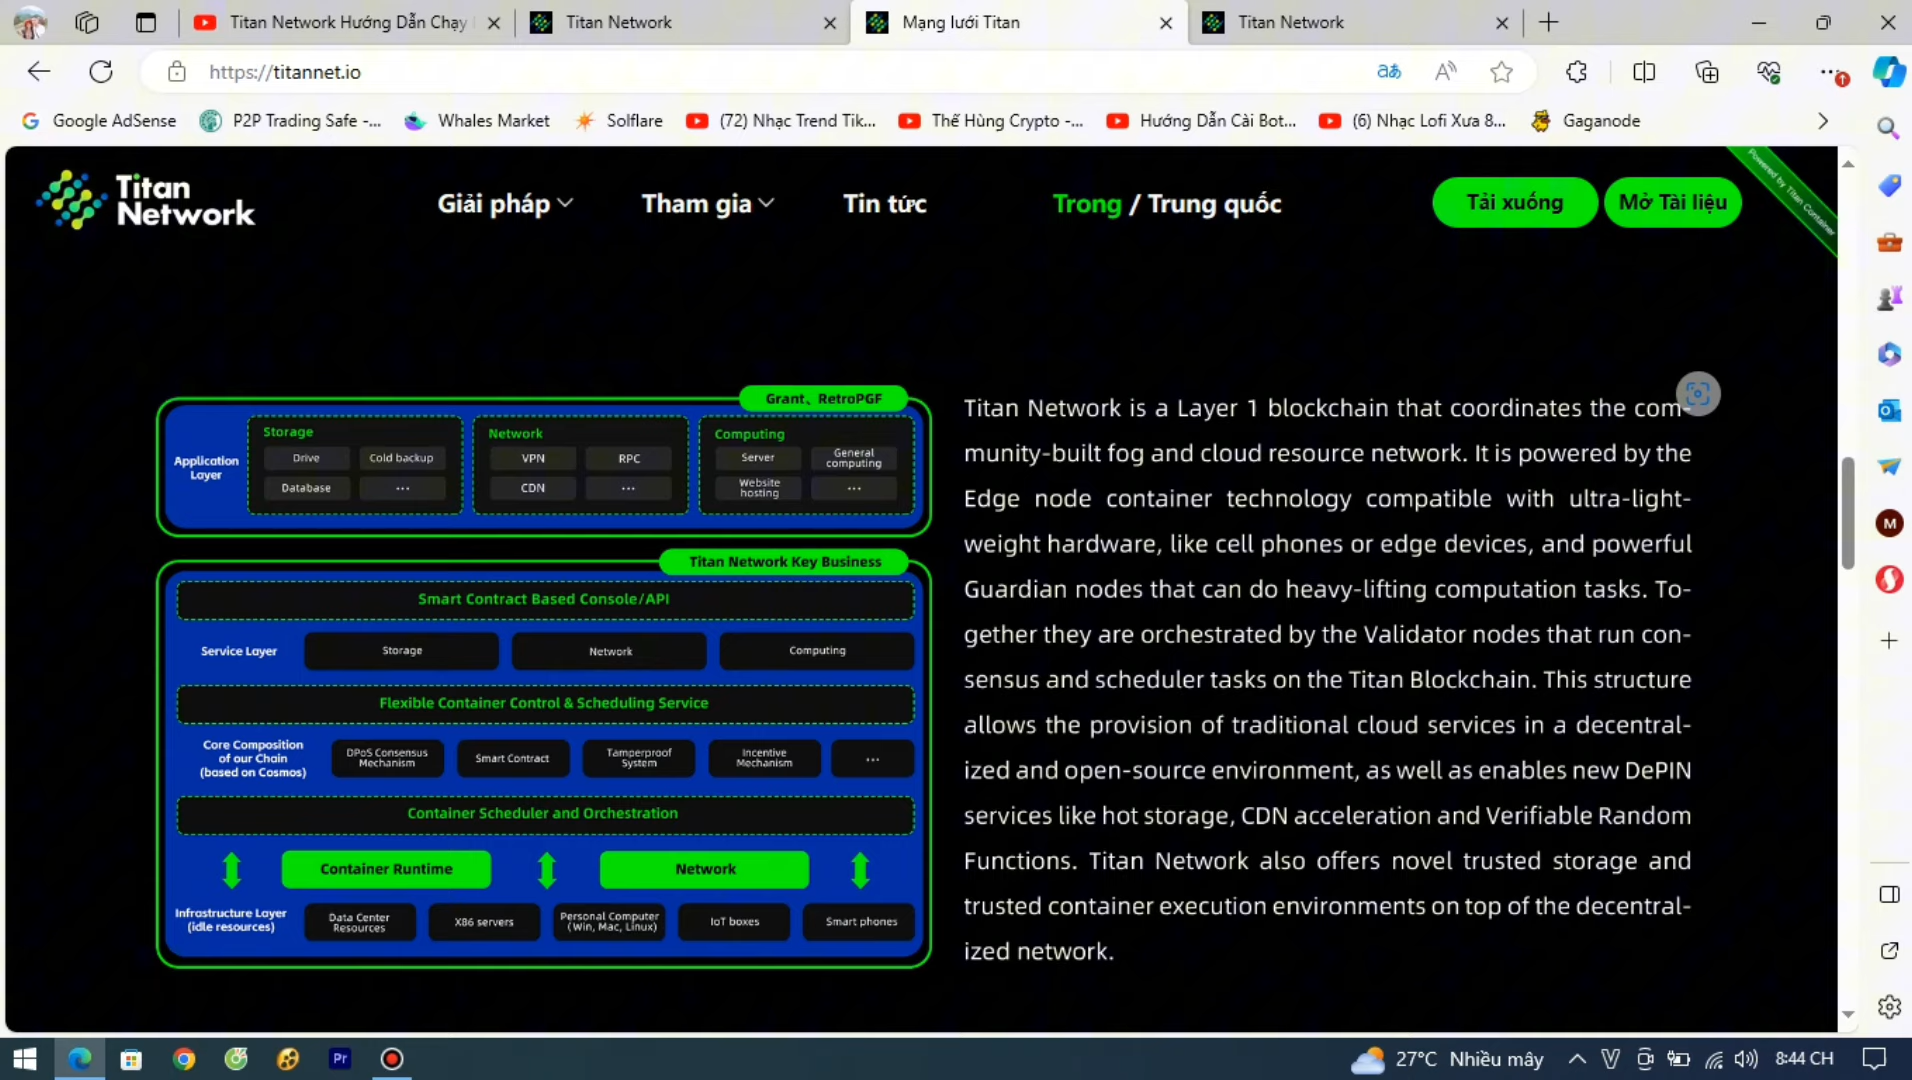 Titan Network Hướng Dẫn Chạy
Titan Network
Mạng lưới Titan
Titan Network
https://titannet.io
Google AdSense
P2P Trading Safe -...
Whales Market
Solflare
(72) Nhạc Trend Tik...
Thế Hùng Crypto -...
Hướng Dẫn Cài Bot...
(6) Nhạc Lofi Xưa 8...
Gaganode
Titan
Network
Giải pháp
Tham gia
Tin tức
Trong / Trung quốc
Tải xuống
Mở Tài liệu
Powered by Titan Container
Grant、RetroPGF
Application
Layer
Storage
Drive
Cold backup
Database
...
Network
VPN
RPC
CDN
...
Computing
Server
General
computing
Website
hosting
...
Titan Network Key Business
Smart Contract Based Console/API
Service Layer
Storage
Network
Computing
Flexible Container Control & Scheduling Service
Core Composition
of our Chain
(based on Cosmos)
DPoS Consensus
Mechanism
Smart Contract
Tamperproof
System
Incentive
Mechanism
...
Container Scheduler and Orchestration
Container Runtime
Network
Infrastructure Layer
(idle resources)
Data Center
Resources
X86 servers
Personal Computer
(Win, Mac, Linux)
IoT boxes
Smart phones
Titan Network is a Layer 1 blockchain that coordinates the com-
munity-built fog and cloud resource network. It is powered by the
Edge node container technology compatible with ultra-light-
weight hardware, like cell phones or edge devices, and powerful
Guardian nodes that can do heavy-lifting computation tasks. To-
gether they are orchestrated by the Validator nodes that run con-
sensus and scheduler tasks on the Titan Blockchain. This structure
allows the provision of traditional cloud services in a decentral-
ized and open-source environment, as well as enables new DePIN
services like hot storage, CDN acceleration and Verifiable Random
Functions. Titan Network also offers novel trusted storage and
trusted container execution environments on top of the decentral-
ized network.
M
Pr
27°C Nhiều mây
8:44 CH